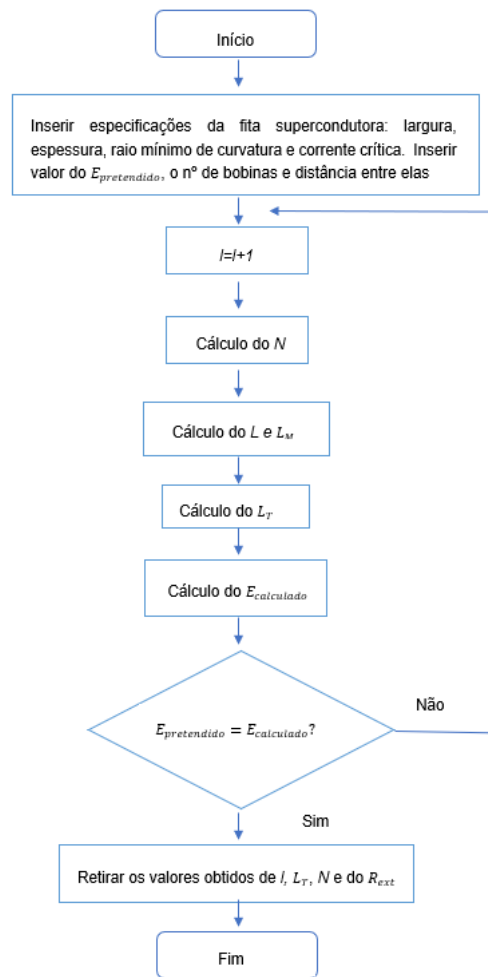 Início
Inserir especificações da fita supercondutora: largura,
espessura, raio mínimo de curvatura e corrente crítica. Inserir
valor do E_pretendido, o nº de bobinas e distância entre elas
l=l+1
Cálculo do N
Cálculo do L e L_M
Cálculo do L_T
Cálculo do E_calculado
E_pretendido = E_calculado?
Não
Sim
Retirar os valores obtidos de l, L_T, N e do R_ext
Fim